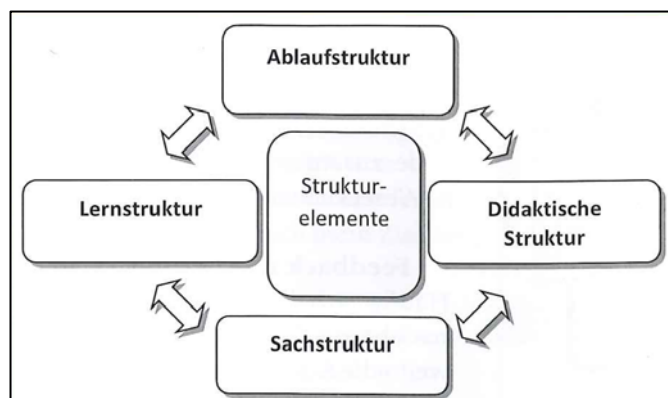 Ablaufstruktur
Lernstruktur
Struktur-
elemente
Didaktische
Struktur
Sachstruktur